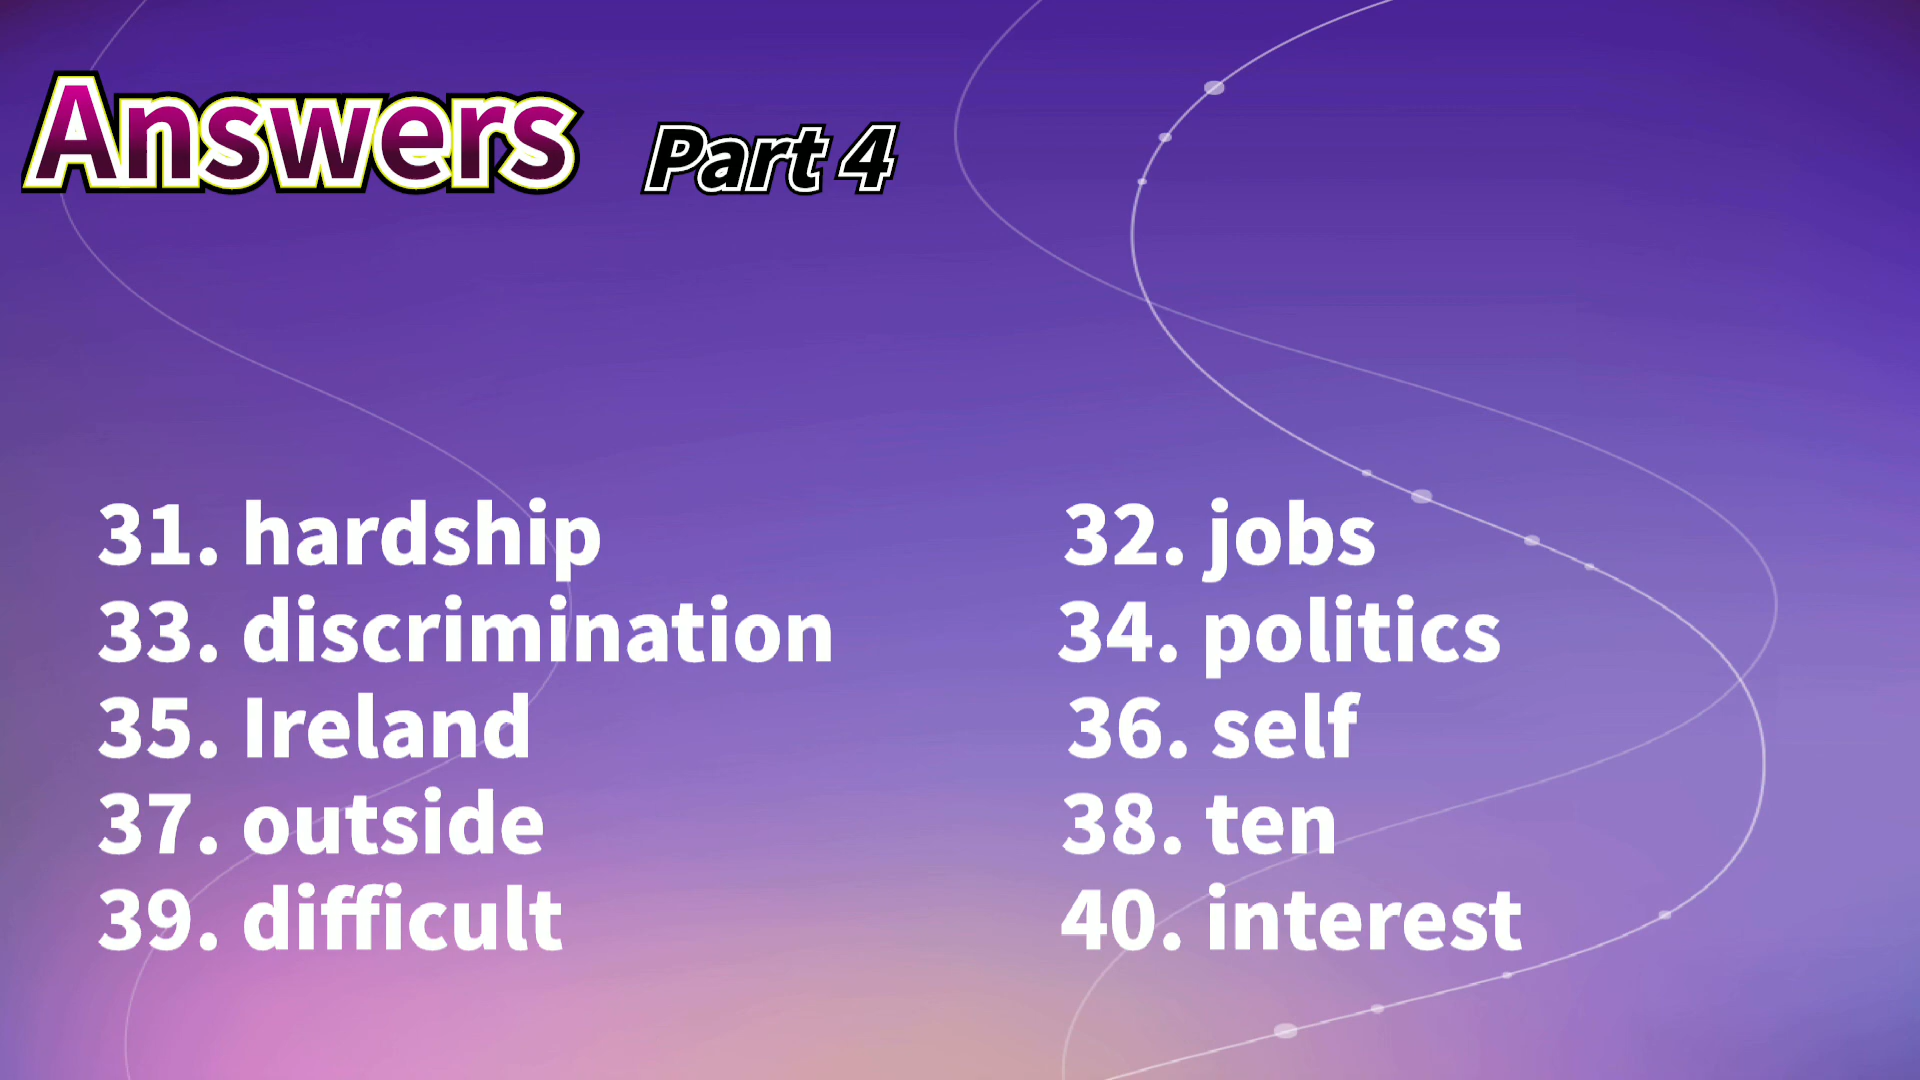 Answers Part 4
31. hardship 32. jobs
33. discrimination 34. politics
35. Ireland 36. self
37. outside 38. ten
39. difficult 40. interest